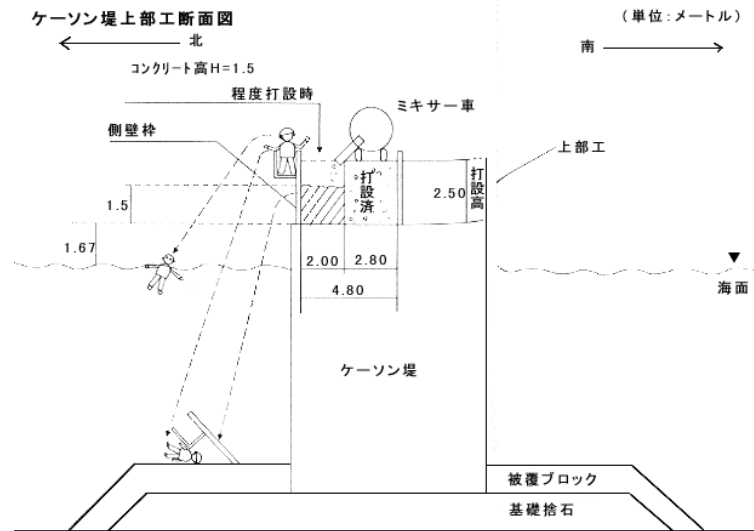 ケーソン堤上部工断面図
(単位:メートル)
北
南
コンクリート高H=1.5
程度打設時
ミキサー車
側壁枠
上部工
打設済
打設高
2.50
1.5
1.67
2.00
2.80
4.80
海面
ケーソン堤
被覆ブロック
基礎捨石